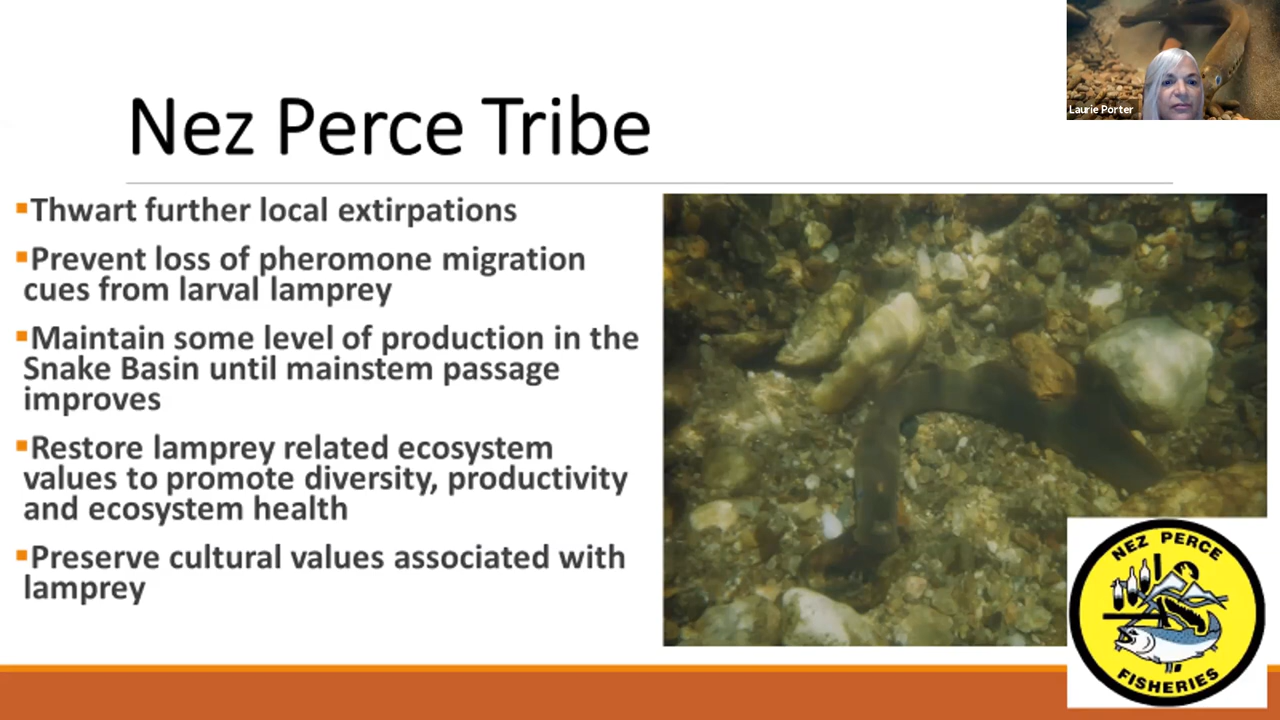 Laurie Porter
Nez Perce Tribe
▪Thwart further local extirpations
▪Prevent loss of pheromone migration
cues from larval lamprey
▪Maintain some level of production in the
Snake Basin until mainstem passage
improves
▪Restore lamprey related ecosystem
values to promote diversity, productivity
and ecosystem health
▪Preserve cultural values associated with
lamprey
NEZ PERCE
FISHERIES